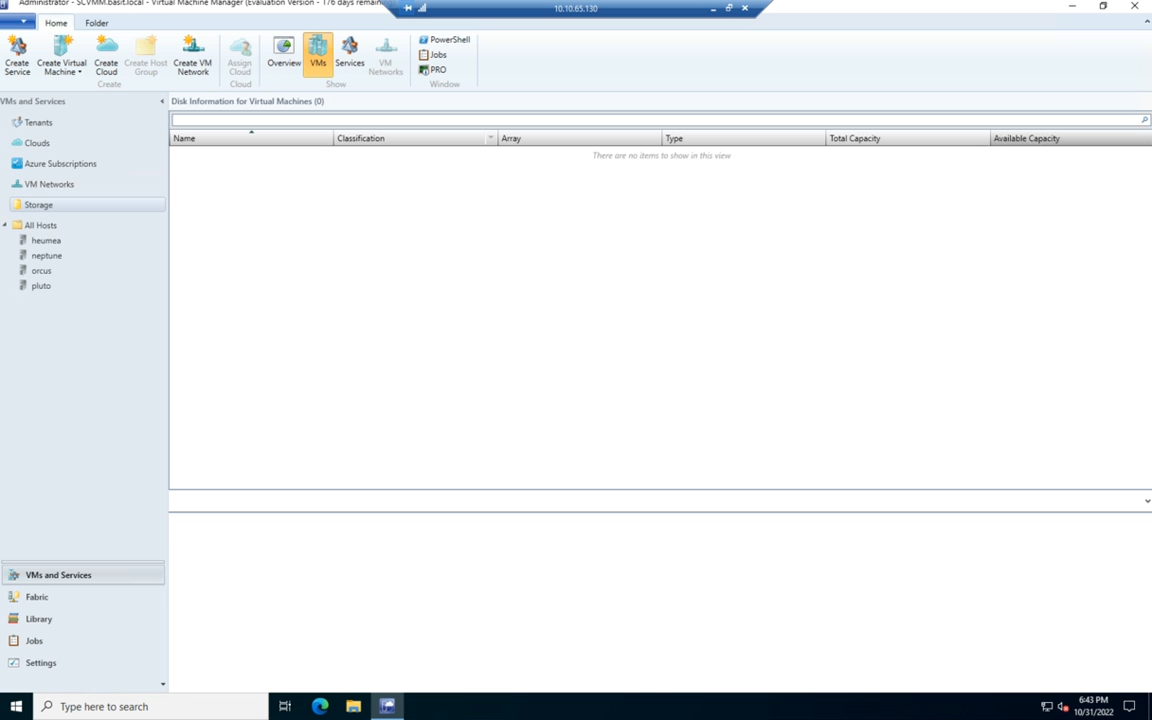 Administrator - SCVMM.basit.local - Virtual Machine Manager (Evaluation Version - 176 days remain
10.10.65.130
Home Folder
Create Service
Create Virtual Machine
Create Cloud
Create Host Group
Create VM Network
Assign Cloud
Overview
VMs
Services
VM Networks
PowerShell
Jobs
PRO
Create
Cloud
Show
Window
VMs and Services
Disk Information for Virtual Machines (0)
Tenants
Clouds
Azure Subscriptions
VM Networks
Storage
All Hosts
heumea
neptune
orcus
pluto
Name Classification Array Type Total Capacity Available Capacity
There are no items to show in this view
VMs and Services
Fabric
Library
Jobs
Settings
Type here to search
6:43 PM
10/31/2022